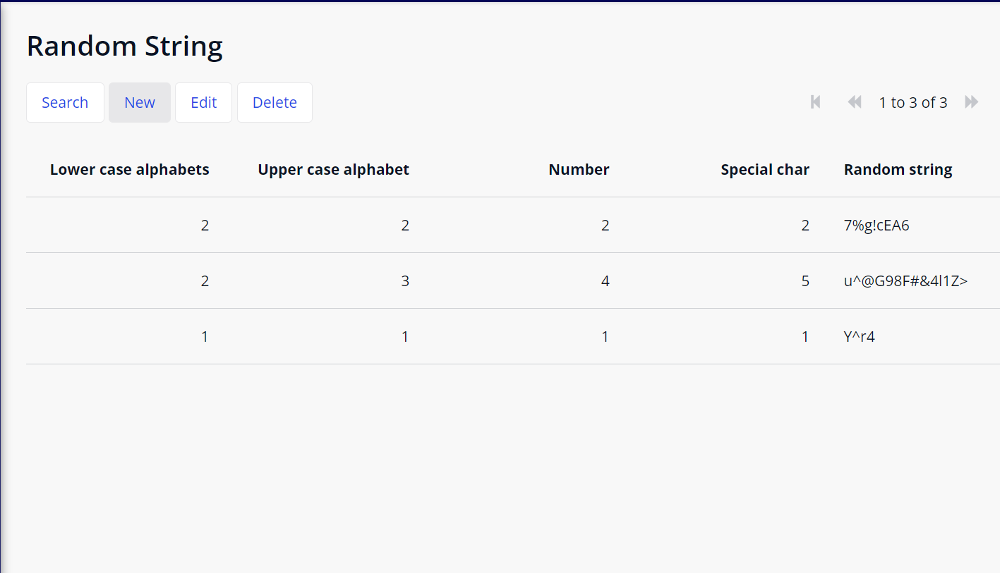 Random String
Search New Edit Delete 1 to 3 of 3
Lower case alphabets Upper case alphabet Number Special char Random string
2 2 2 2 7%g!cEA6
2 3 4 5 u^@G98F#&4l1Z>
1 1 1 1 Y^r4